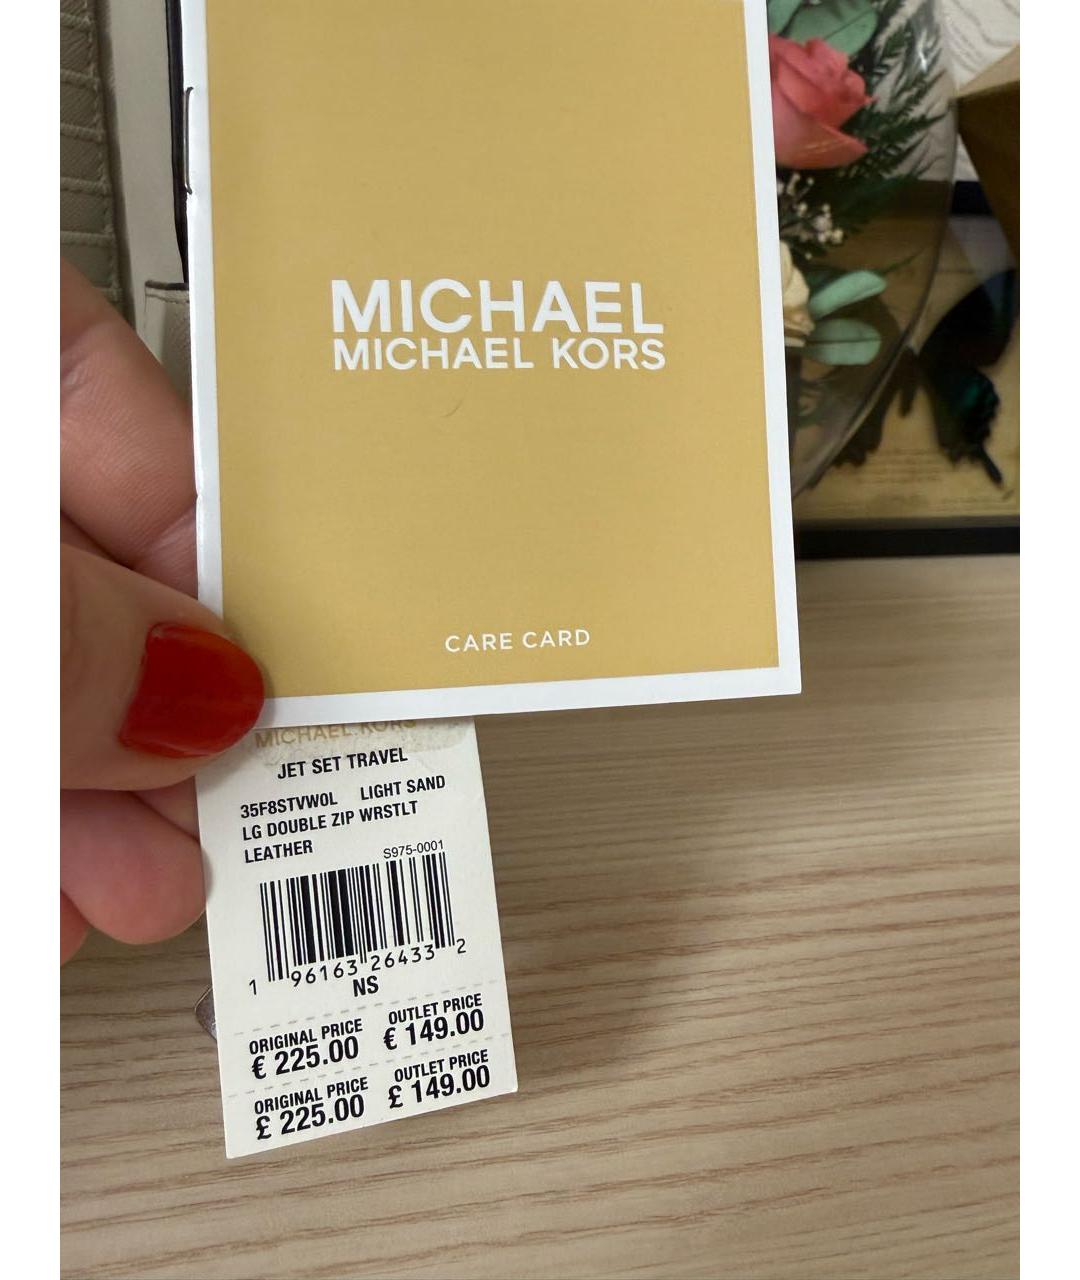 MICHAEL
MICHAEL KORS
CARE CARD
MICHAEL KORS
JET SET TRAVEL
35F8STVW0L LIGHT SAND
LG DOUBLE ZIP WRSTLT
LEATHER
S975-0001
1 96163 26433 2
NS
ORIGINAL PRICE OUTLET PRICE
€ 225.00 € 149.00
ORIGINAL PRICE OUTLET PRICE
£ 225.00 £ 149.00